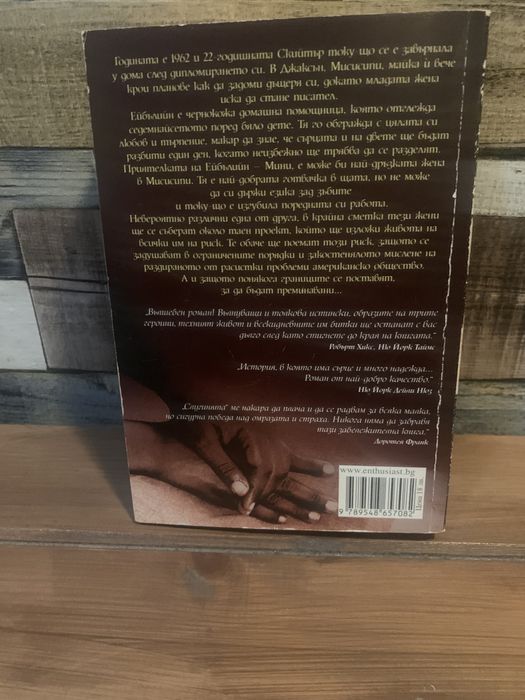 Годината е 1962 и 22-годишната Скийтър току-що се е завърнала
у дома след дипломирането си. В Джаксън, Мисисипи, майка ѝ вече
крои планове как да задоми дъщеря си, докато младата жена
иска да стане писател.
Ейбълийн е чернокожа домашна помощница, която отглежда
седемнайсетото поред бяло дете. Тя го обгражда с цялата си
любов и търпение, макар да знае, че сърцата и на двете ще бъдат
разбити един ден, когато неизбежно ще трябва да се разделят.
Приятелката на Ейбълийн – Мини, е може би най-дръзката жена
в Мисисипи. Тя е най-добрата готвачка в щата, но не може
да си държи езика зад зъбите
и току-що е изгубила поредната си работа.
Невероятно различни една от друга, в крайна сметка тези жени
ще се съберат около таен проект, който ще изложи живота на
всички им на риск. Те обаче ще поемат този риск, защото се
задушават в ограничените порядки и закостенялото мислене на
раздираното от расистки проблеми американско общество.
А и защото понякога границите се поставят,
за да бъдат преминавани...
„Вълшебен роман! Вълнуващи и толкова истински, образите на трите
героини, техният живот и всекидневните им битки ще останат с вас
дълго след като стигнете до края на книгата."
Робърт Хикс, Ню Йорк Таймс
„История, в която има сърце и много надежда...
Роман от най-добро качество."
Ню Йорк Дейли Нюз
„Слугинята" ме накара да плача и да се радвам за всяка малка,
но сигурна победа над омразата и страха. Никога няма да забравя
тази забележителна книга."
Доротея Франк
www.enthusiast.bg
9 789548 657082
Цена 18 лв.